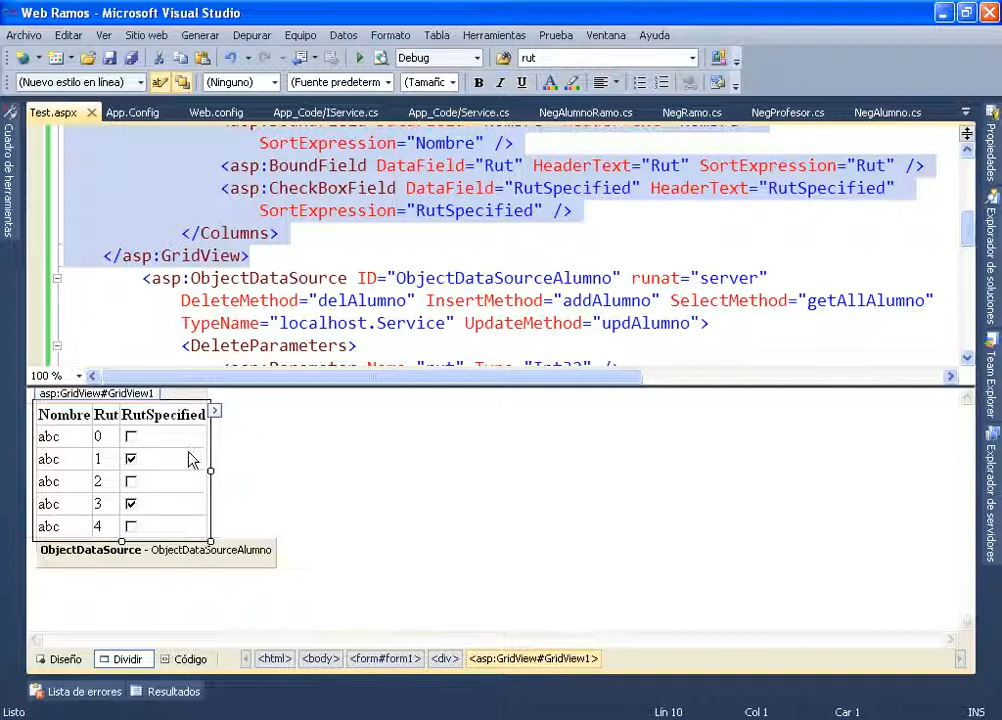 Web Ramos - Microsoft Visual Studio
Archivo Editar Ver Sitio web Generar Depurar Equipo Datos Formato Tabla Herramientas Prueba Ventana Ayuda
Debug rut
(Nuevo estilo en línea) (Ninguno) (Fuente predeterm (Tamañc B I U A
Test.aspx App.Config Web.config App_Code/IService.cs App_Code/Service.cs NegAlumnoRamo.cs NegRamo.cs NegProfesor.cs NegAlumno.cs
Cuadro de herramientas
SortExpression="Nombre" />
<asp:BoundField DataField="Rut" HeaderText="Rut" SortExpression="Rut" />
<asp:CheckBoxField DataField="RutSpecified" HeaderText="RutSpecified"
SortExpression="RutSpecified" />
</Columns>
</asp:GridView>
<asp:ObjectDataSource ID="ObjectDataSourceAlumno" runat="server"
DeleteMethod="delAlumno" InsertMethod="addAlumno" SelectMethod="getAllAlumno"
TypeName="localhost.Service" UpdateMethod="updAlumno">
<DeleteParameters>
100 %
asp:GridView#GridView1
Nombre Rut RutSpecified
abc 0
abc 1
abc 2
abc 3
abc 4
ObjectDataSource - ObjectDataSourceAlumno
Diseño Dividir Código <html> <body> <form#form1> <div> <asp:GridView#GridView1>
Lista de errores Resultados
Listo Lín 10 Col 1 Car 1 INS
Propiedades
Explorador de soluciones
Team Explorer
Explorador de servidores